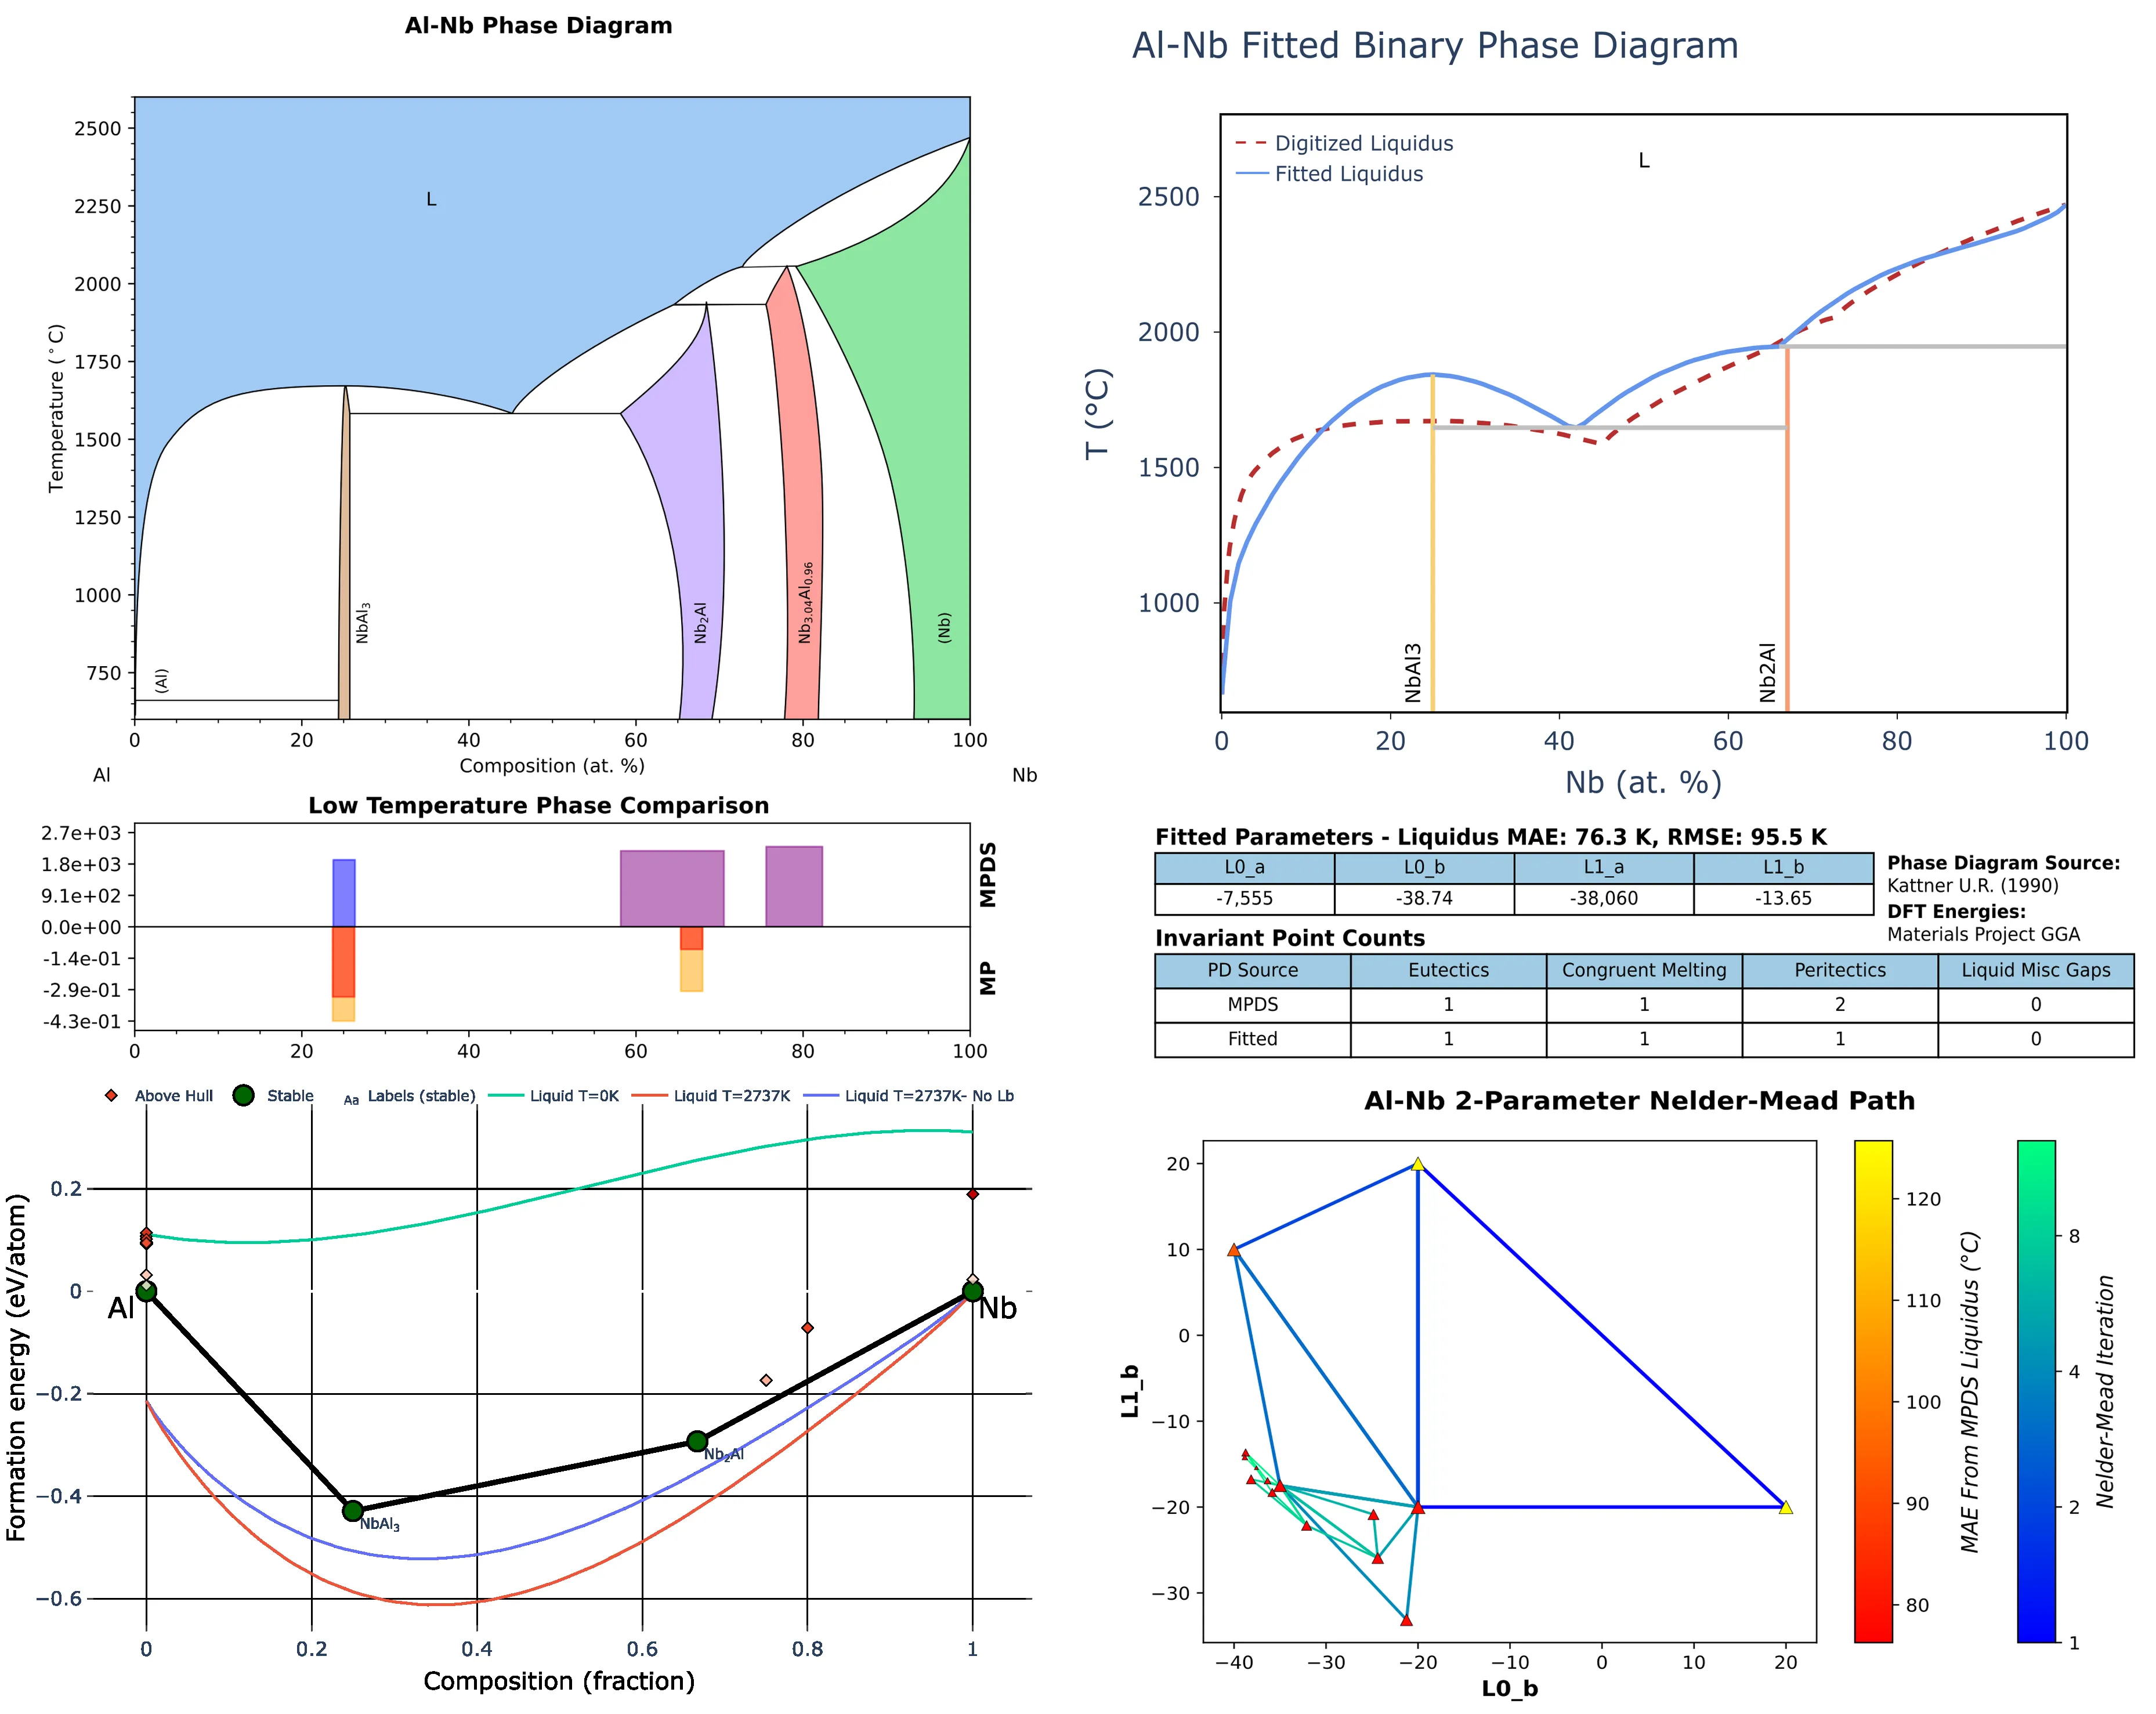 Al-Nb Phase Diagram
2500
2250
2000
1750
1500
1250
1000
750
Temperature (°C)
L
(Al)
NbAl3
Nb2Al
Nb3.04Al0.96
(Nb)
0 20 40 60 80 100
Composition (at. %)
Al Nb
Al-Nb Fitted Binary Phase Diagram
Digitized Liquidus
Fitted Liquidus
L
2500
2000
1500
1000
T (°C)
NbAl3
Nb2Al
0 20 40 60 80 100
Nb (at. %)
Low Temperature Phase Comparison
2.7e+03
1.8e+03
9.1e+02
0.0e+00
-1.4e-01
-2.9e-01
-4.3e-01
MPDS
MP
0 20 40 60 80 100
Fitted Parameters - Liquidus MAE: 76.3 K, RMSE: 95.5 K
L0_a L0_b L1_a L1_b
-7,555 -38.74 -38,060 -13.65
Phase Diagram Source:
Kattner U.R. (1990)
DFT Energies:
Materials Project GGA
Invariant Point Counts
PD Source Eutectics Congruent Melting Peritectics Liquid Misc Gaps
MPDS 1 1 2 0
Fitted 1 1 1 0
Above Hull Stable Aa Labels (stable) Liquid T=0K Liquid T=2737K Liquid T=2737K- No Lb
0.2
0
−0.2
−0.4
−0.6
Formation energy (eV/atom)
Al
Nb
Nb2Al
NbAl3
0 0.2 0.4 0.6 0.8 1
Composition (fraction)
Al-Nb 2-Parameter Nelder-Mead Path
20
10
0
−10
−20
−30
L1_b
−40 −30 −20 −10 0 10 20
L0_b
120
110
100
90
80
MAE From MPDS Liquidus (°C)
8
4
2
1
Nelder-Mead Iteration